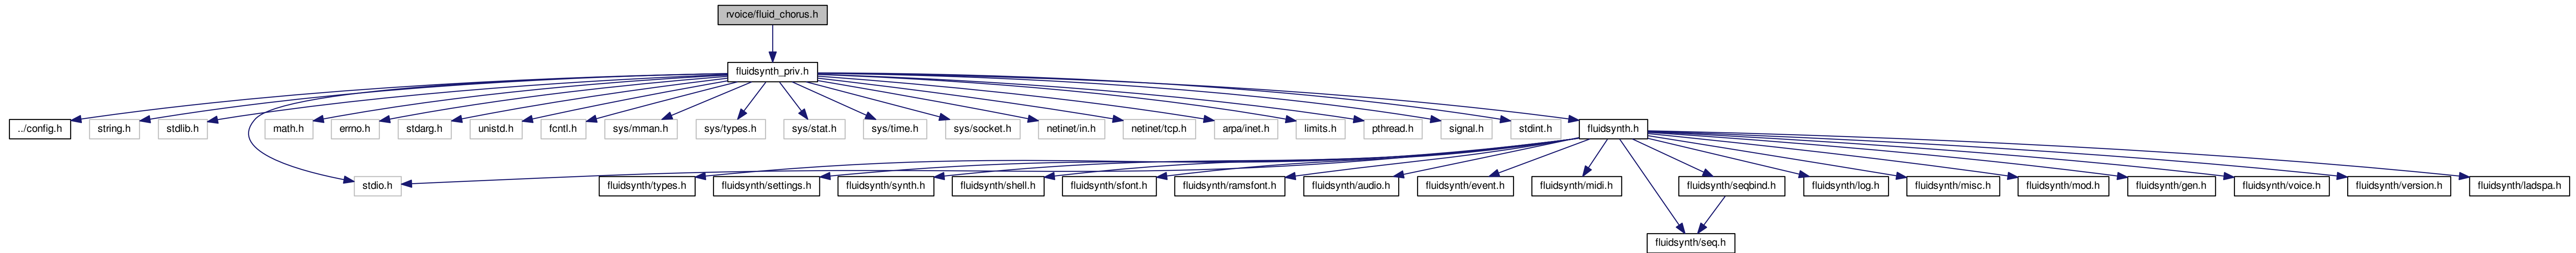 rvoice/fluid_chorus.h
fluidsynth_priv.h
../config.h
string.h
stdlib.h
math.h
errno.h
stdarg.h
unistd.h
fcntl.h
sys/mman.h
sys/types.h
sys/stat.h
sys/time.h
sys/socket.h
netinet/in.h
netinet/tcp.h
arpa/inet.h
limits.h
pthread.h
signal.h
stdint.h
fluidsynth.h
stdio.h
fluidsynth/types.h
fluidsynth/settings.h
fluidsynth/synth.h
fluidsynth/shell.h
fluidsynth/sfont.h
fluidsynth/ramsfont.h
fluidsynth/audio.h
fluidsynth/event.h
fluidsynth/midi.h
fluidsynth/seqbind.h
fluidsynth/log.h
fluidsynth/misc.h
fluidsynth/mod.h
fluidsynth/gen.h
fluidsynth/voice.h
fluidsynth/version.h
fluidsynth/ladspa.h
fluidsynth/seq.h